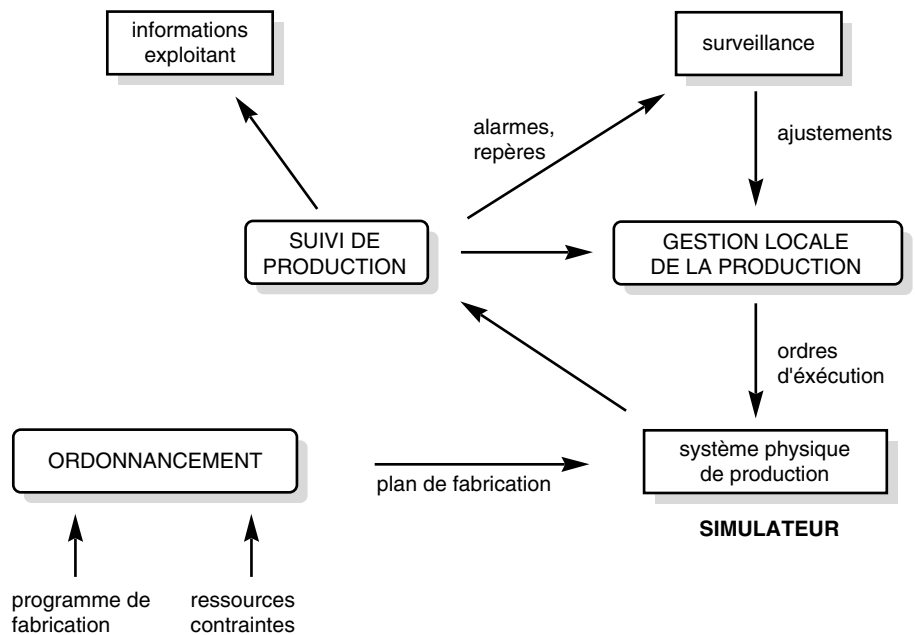 informations
exploitant
surveillance
alarmes,
repères
ajustements
SUIVI DE
PRODUCTION
GESTION LOCALE
DE LA PRODUCTION
ordres
d'éxécution
ORDONNANCEMENT
plan de fabrication
système physique
de production
SIMULATEUR
programme de
fabrication
ressources
contraintes